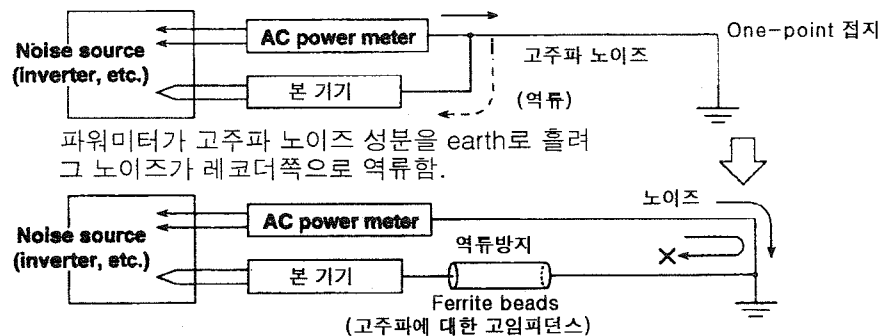 Noise source
(inverter, etc.)
AC power meter
본 기기
고주파 노이즈
(역류)
One-point 접지
파워미터가 고주파 노이즈 성분을 earth로 흘려
그 노이즈가 레코더쪽으로 역류함.
노이즈
Noise source
(inverter, etc.)
AC power meter
본 기기
역류방지
Ferrite beads
(고주파에 대한 고임피던스)